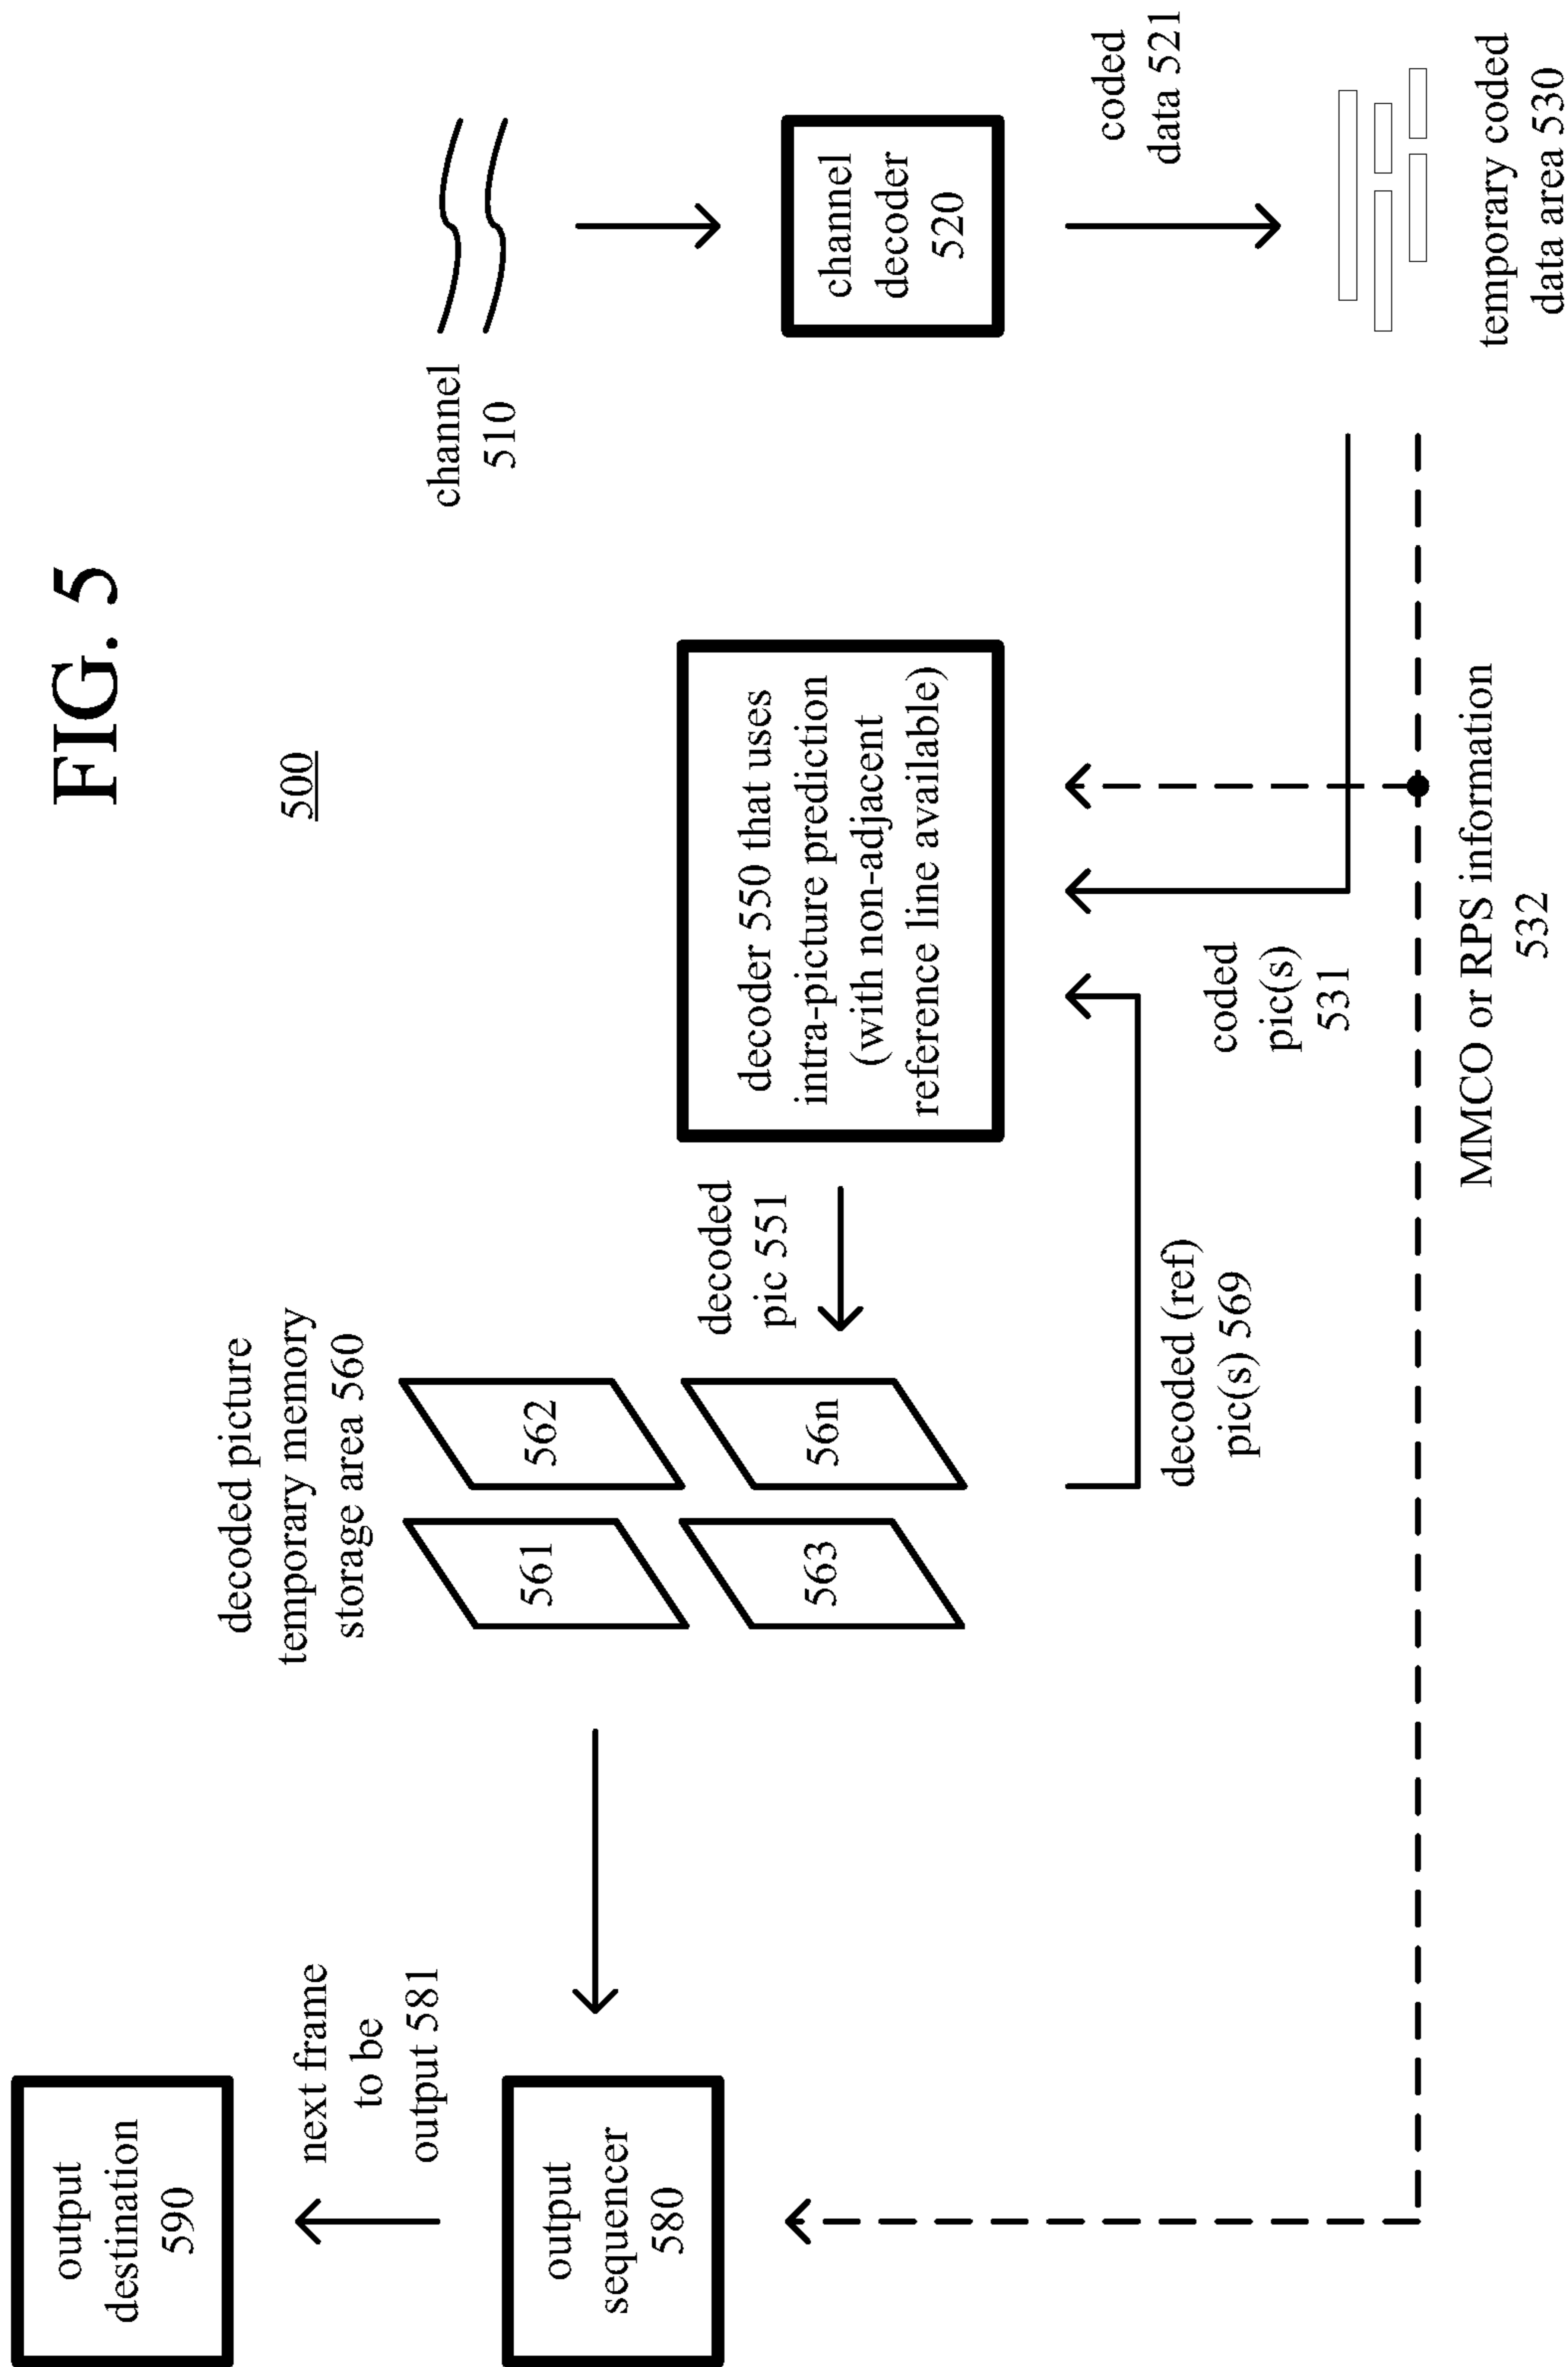 FIG. 5
500
output
destination
590
next frame
to be
output 581
output
sequencer
580
decoded picture
temporary memory
storage area 560
561
562
563
56n
decoded
pic 551
decoder 550 that uses
intra-picture prediction
(with non-adjacent
reference line available)
channel
510
channel
decoder
520
coded
data 521
decoded (ref)
pic(s) 569
coded
pic(s)
531
temporary coded
data area 530
MMCO or RPS information
532